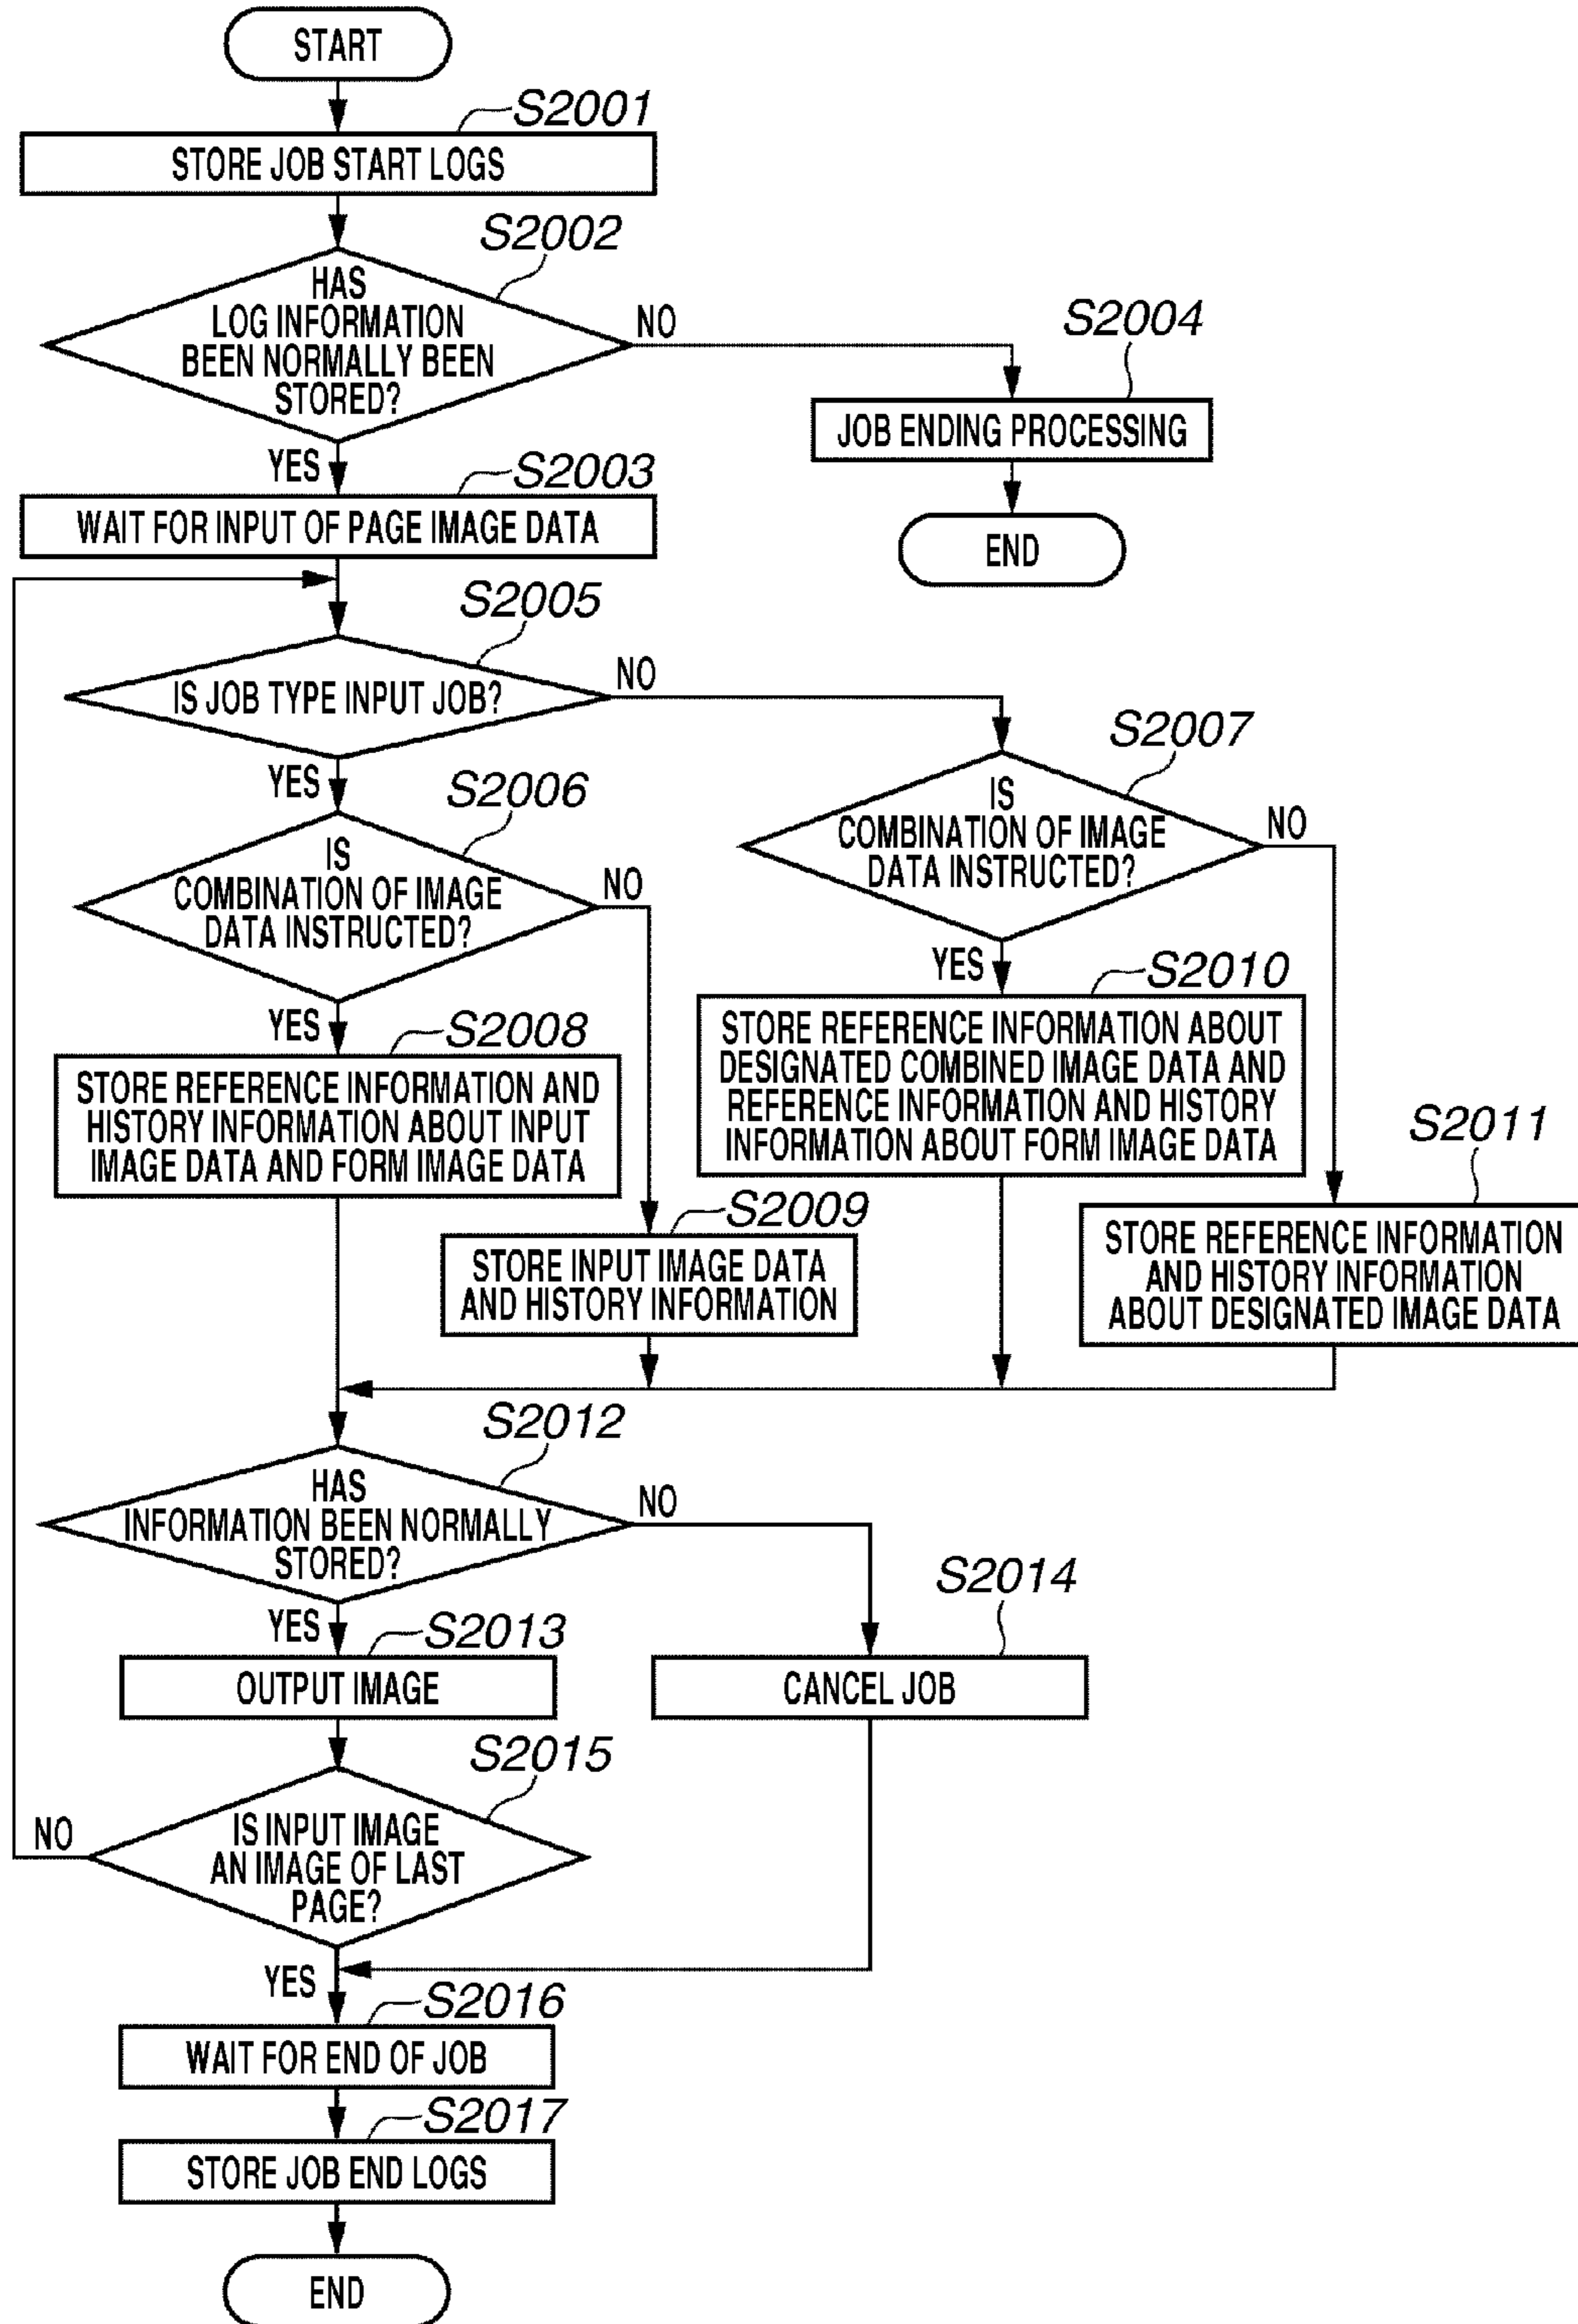 START
S2001
STORE JOB START LOGS
S2002
HAS
LOG INFORMATION
BEEN NORMALLY BEEN
STORED?
NO
S2004
JOB ENDING PROCESSING
END
YES
S2003
WAIT FOR INPUT OF PAGE IMAGE DATA
S2005
IS JOB TYPE INPUT JOB?
NO
YES
S2007
IS
COMBINATION OF IMAGE
DATA INSTRUCTED?
NO
S2006
IS
COMBINATION OF IMAGE
DATA INSTRUCTED?
NO
YES
S2008
STORE REFERENCE INFORMATION AND
HISTORY INFORMATION ABOUT INPUT
IMAGE DATA AND FORM IMAGE DATA
YES
S2010
STORE REFERENCE INFORMATION ABOUT
DESIGNATED COMBINED IMAGE DATA AND
REFERENCE INFORMATION AND HISTORY
INFORMATION ABOUT FORM IMAGE DATA
S2009
STORE INPUT IMAGE DATA
AND HISTORY INFORMATION
S2011
STORE REFERENCE INFORMATION
AND HISTORY INFORMATION
ABOUT DESIGNATED IMAGE DATA
S2012
HAS
INFORMATION BEEN NORMALLY
STORED?
NO
YES
S2013
OUTPUT IMAGE
S2014
CANCEL JOB
S2015
IS INPUT IMAGE
AN IMAGE OF LAST
PAGE?
NO
YES
S2016
WAIT FOR END OF JOB
S2017
STORE JOB END LOGS
END